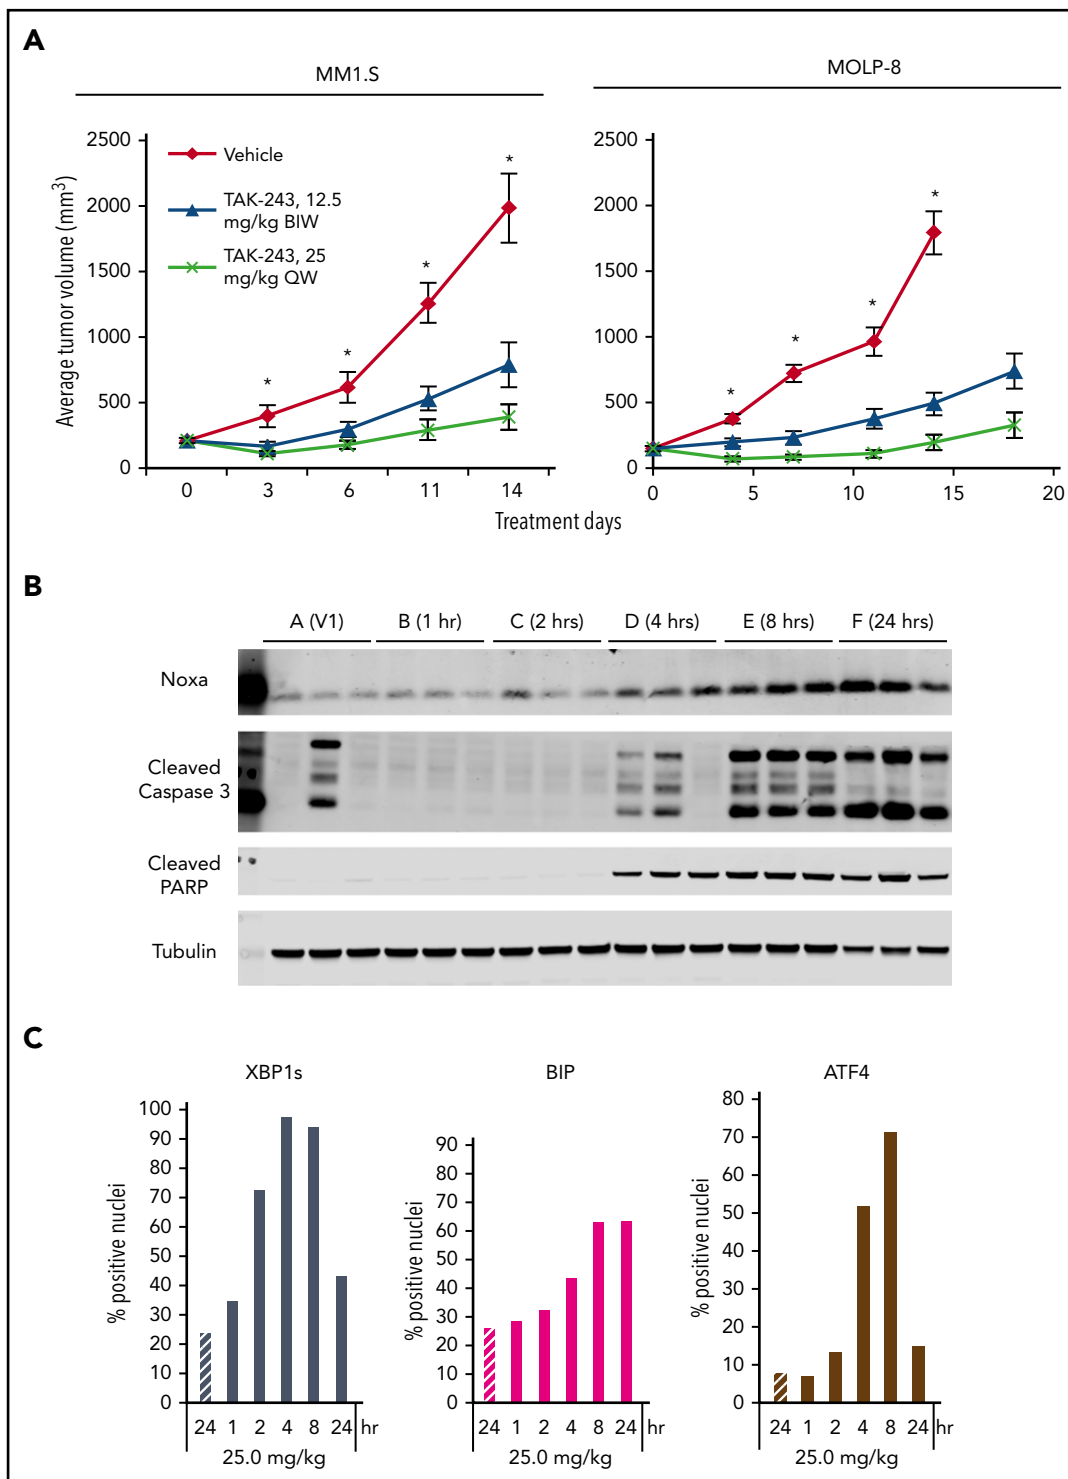 A
MM1.S
MOLP-8
Average tumor volume (mm³)
2500
2000
1500
1000
500
0
Vehicle
TAK-243, 12.5
mg/kg BIW
TAK-243, 25
mg/kg QW
* * * *
0 3 6 11 14
2500
2000
1500
1000
500
0
* * * *
0 5 10 15 20
Treatment days
B
A (V1) B (1 hr) C (2 hrs) D (4 hrs) E (8 hrs) F (24 hrs)
Noxa
Cleaved
Caspase 3
Cleaved
PARP
Tubulin
C
XBP1s
% positive nuclei
100
90
80
70
60
50
40
30
20
10
0
24 1 2 4 8 24 hr
25.0 mg/kg
BIP
% positive nuclei
90
80
70
60
50
40
30
20
10
0
24 1 2 4 8 24 hr
25.0 mg/kg
ATF4
% positive nuclei
80
70
60
50
40
30
20
10
0
24 1 2 4 8 24 hr
25.0 mg/kg